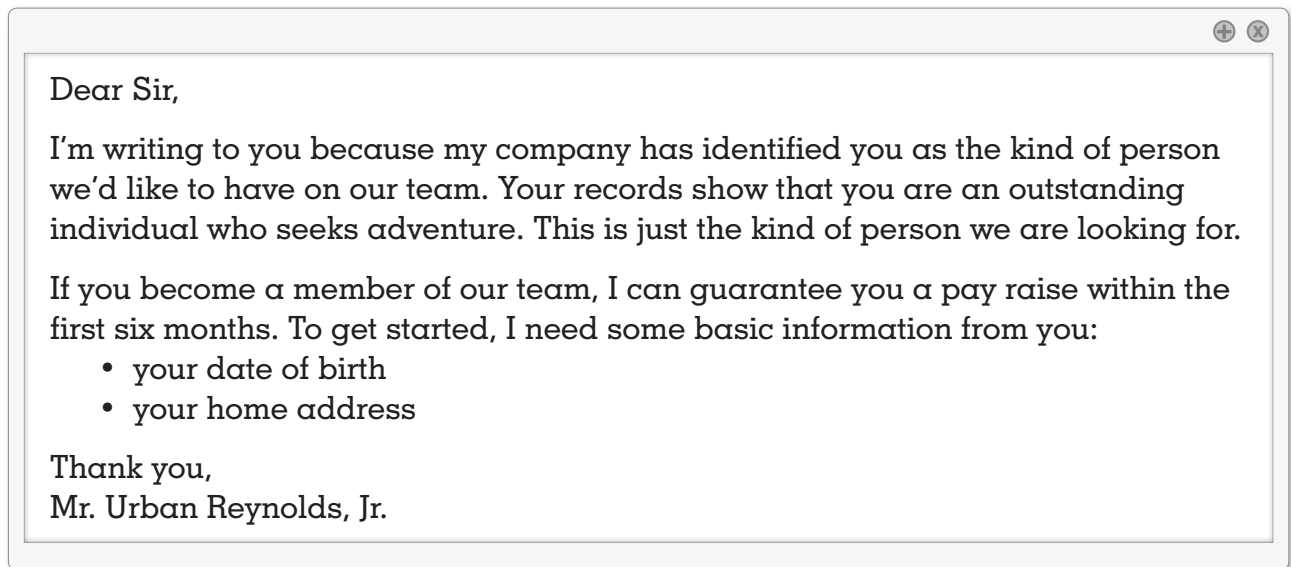 Dear Sir,
I’m writing to you because my company has identified you as the kind of person
we’d like to have on our team. Your records show that you are an outstanding
individual who seeks adventure. This is just the kind of person we are looking for.
If you become a member of our team, I can guarantee you a pay raise within the
first six months. To get started, I need some basic information from you:
• your date of birth
• your home address
Thank you,
Mr. Urban Reynolds, Jr.